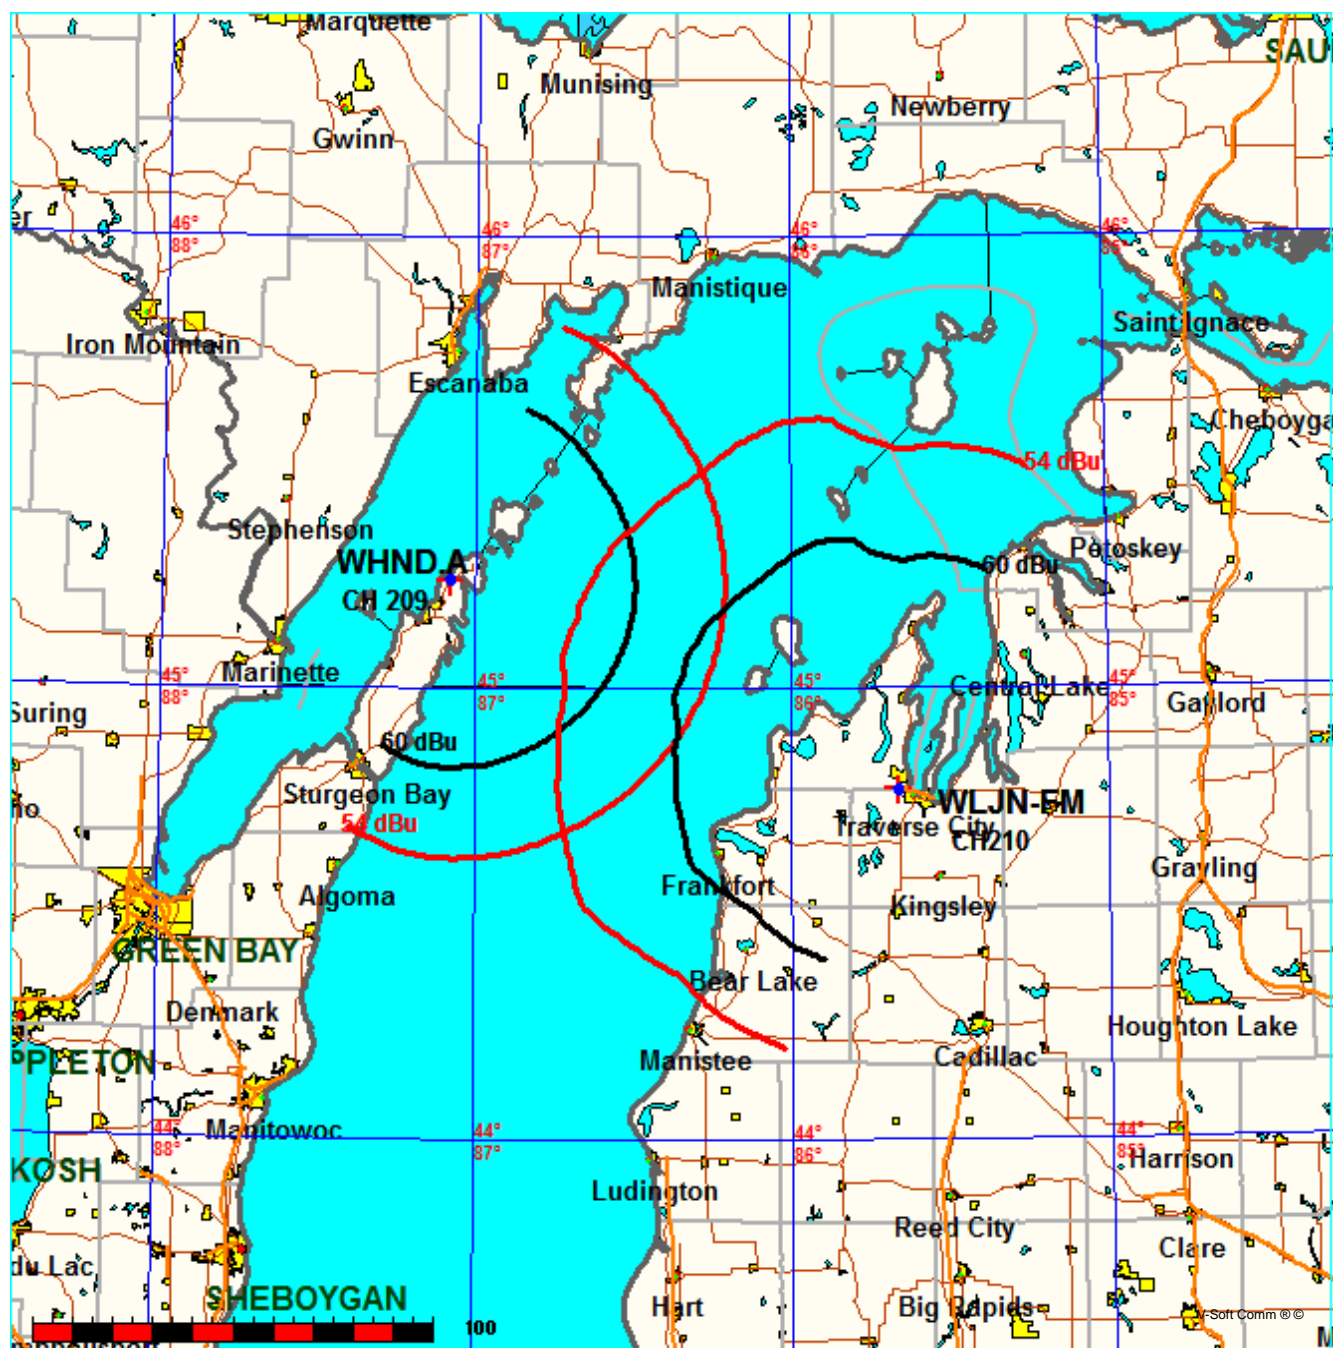 Marquette
SAU
Munising
Newberry
Gwinn
er
46°
88°
46°
87°
46°
86°
46°
85°
Manistique
Saint Ignace
Iron Mountain
Escanaba
Cheboyga
54 dBu
Stephenson
WHND.A
Petoskey
60 dBu
CH 209
Marinette
45°
88°
45°
87°
45°
86°
Central Lake
45°
85°
Suring
Gaylord
60 dBu
Sturgeon Bay
WLJN-FM
no
54 dBu
Traverse City
CH210
Grayling
Algoma
Frankfort
Kingsley
GREEN BAY
Bear Lake
Denmark
Houghton Lake
PPLETON
Manistee
Cadillac
Manitowoc
44°
88°
44°
87°
44°
86°
44°
85°
KOSH
Harrison
Ludington
Reed City
Clare
du Lac
SHEBOYGAN
Hart
Big Rapids
V-Soft Comm ® ©
100
M